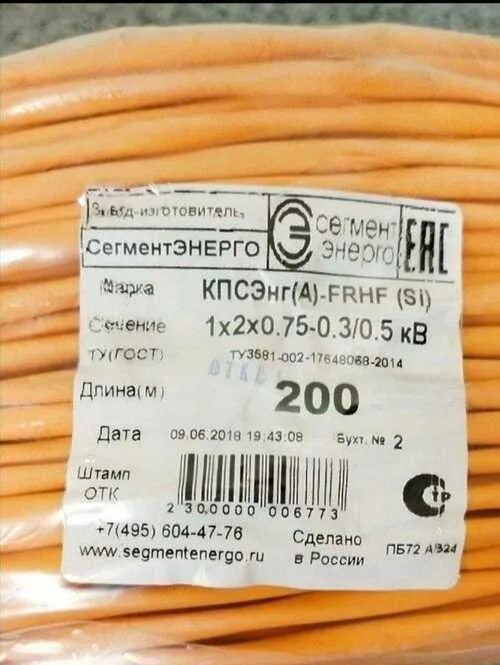 Завод-изготовитель:
СегментЭНЕРГО
Сегмент
Энерго
ЕАС
Марка КПСЭнг(А)-FRHF (Si)
Сечение 1x2x0.75-0.3/0.5 кВ
ТУ(ГОСТ) ТУ3581-002-17648068-2014
ОТК
Длина(м) 200
Дата 09.06.2018 19:43:08 Бухт. № 2
Штамп
ОТК
2 300000 006773
+7(495) 604-47-76 Сделано
www.segmentenergo.ru в России
ПБ72